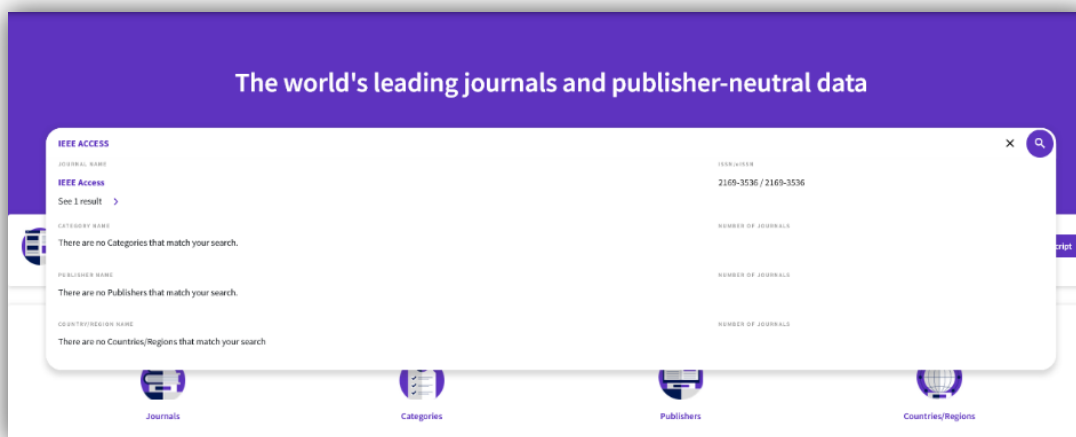 The world's leading journals and publisher-neutral data
IEEE ACCESS
JOURNAL NAME
ISSN/eISSN
IEEE Access
2169-3536 / 2169-3536
See 1 result
CATEGORY NAME
NUMBER OF JOURNALS
There are no Categories that match your search.
cript
PUBLISHER NAME
NUMBER OF JOURNALS
There are no Publishers that match your search.
COUNTRY/REGION NAME
NUMBER OF JOURNALS
There are no Countries/Regions that match your search
Journals
Categories
Publishers
Countries/Regions